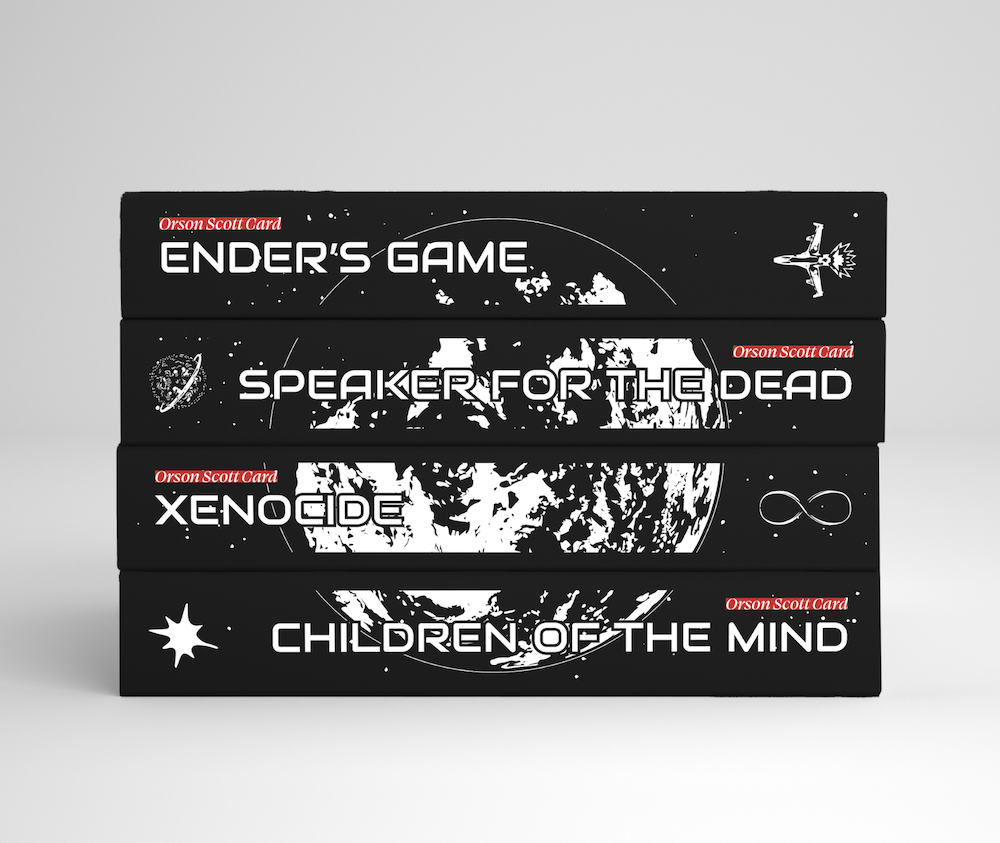 Orson Scott Card
ENDER'S GAME
Orson Scott Card
SPEAKER FOR THE DEAD
Orson Scott Card
XENOCIDE
Orson Scott Card
CHILDREN OF THE MIND